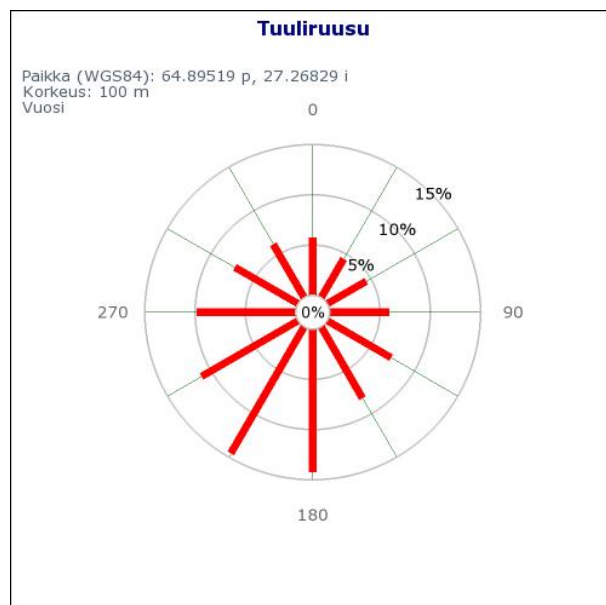 Tuuliruusu
Paikka (WGS84): 64.89519 p, 27.26829 i
Korkeus: 100 m
Vuosi
0
15%
10%
5%
270
0%
90
180